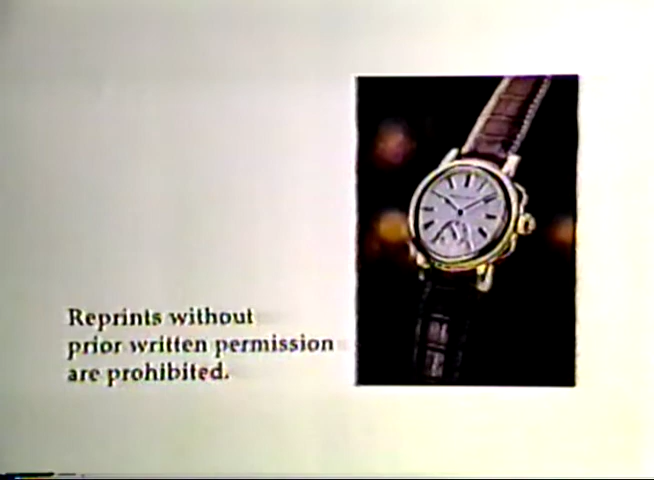 Reprints without
prior written permission
are prohibited.